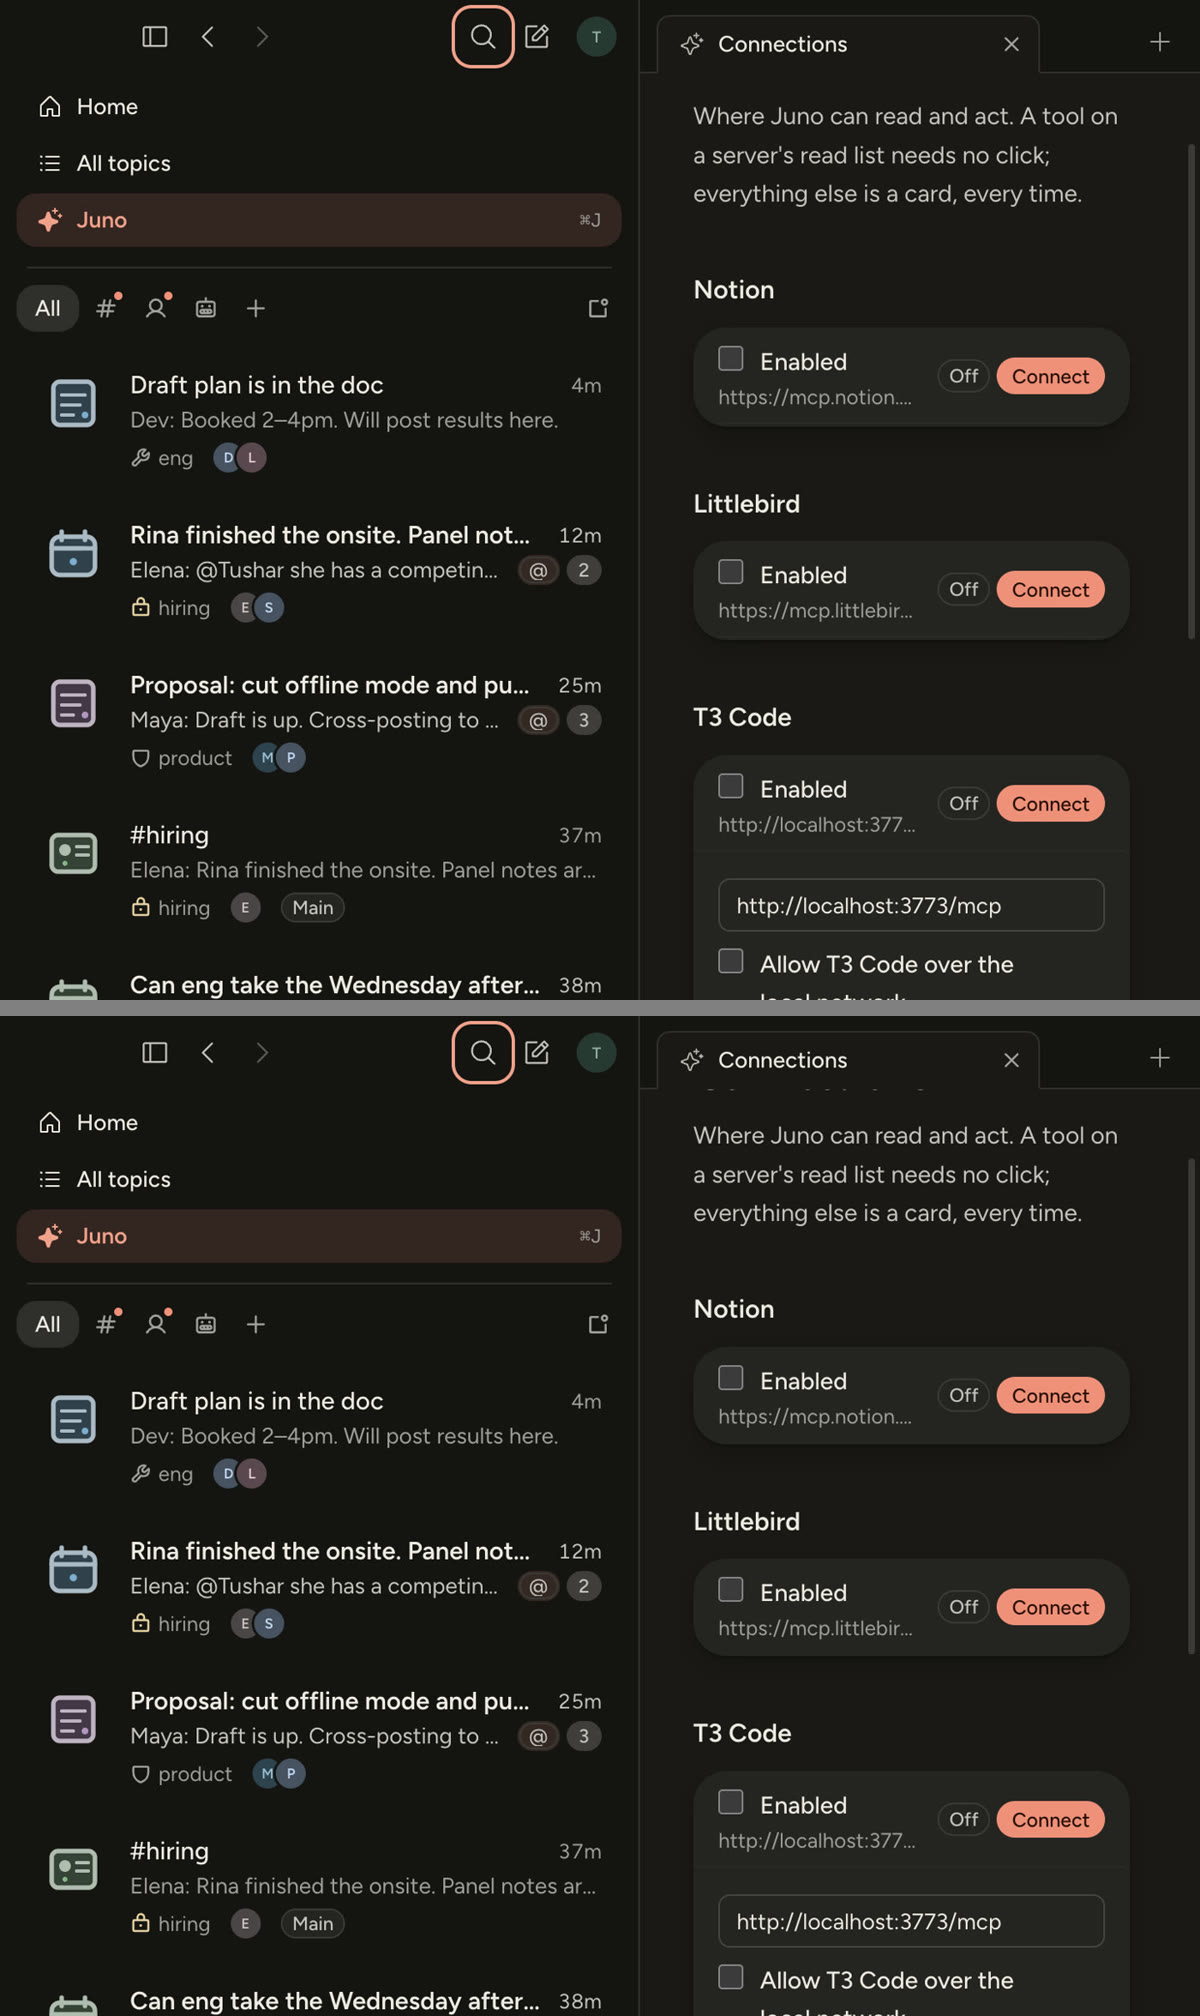 T
Home
All topics
Juno ⌘J
All
Draft plan is in the doc 4m
Dev: Booked 2–4pm. Will post results here.
eng D L
Rina finished the onsite. Panel not... 12m
Elena: @Tushar she has a competin... @ 2
hiring E S
Proposal: cut offline mode and pu... 25m
Maya: Draft is up. Cross-posting to ... @ 3
product M P
#hiring 37m
Elena: Rina finished the onsite. Panel notes ar...
hiring E Main
Can eng take the Wednesday after... 38m
Connections
Where Juno can read and act. A tool on
a server's read list needs no click;
everything else is a card, every time.
Notion
Enabled
https://mcp.notion....
Off Connect
Littlebird
Enabled
https://mcp.littlebir...
Off Connect
T3 Code
Enabled
http://localhost:377...
Off Connect
http://localhost:3773/mcp
Allow T3 Code over the
local network
T
Home
All topics
Juno ⌘J
All
Draft plan is in the doc 4m
Dev: Booked 2–4pm. Will post results here.
eng D L
Rina finished the onsite. Panel not... 12m
Elena: @Tushar she has a competin... @ 2
hiring E S
Proposal: cut offline mode and pu... 25m
Maya: Draft is up. Cross-posting to ... @ 3
product M P
#hiring 37m
Elena: Rina finished the onsite. Panel notes ar...
hiring E Main
Can eng take the Wednesday after... 38m
Connections
Where Juno can read and act. A tool on
a server's read list needs no click;
everything else is a card, every time.
Notion
Enabled
https://mcp.notion....
Off Connect
Littlebird
Enabled
https://mcp.littlebir...
Off Connect
T3 Code
Enabled
http://localhost:377...
Off Connect
http://localhost:3773/mcp
Allow T3 Code over the